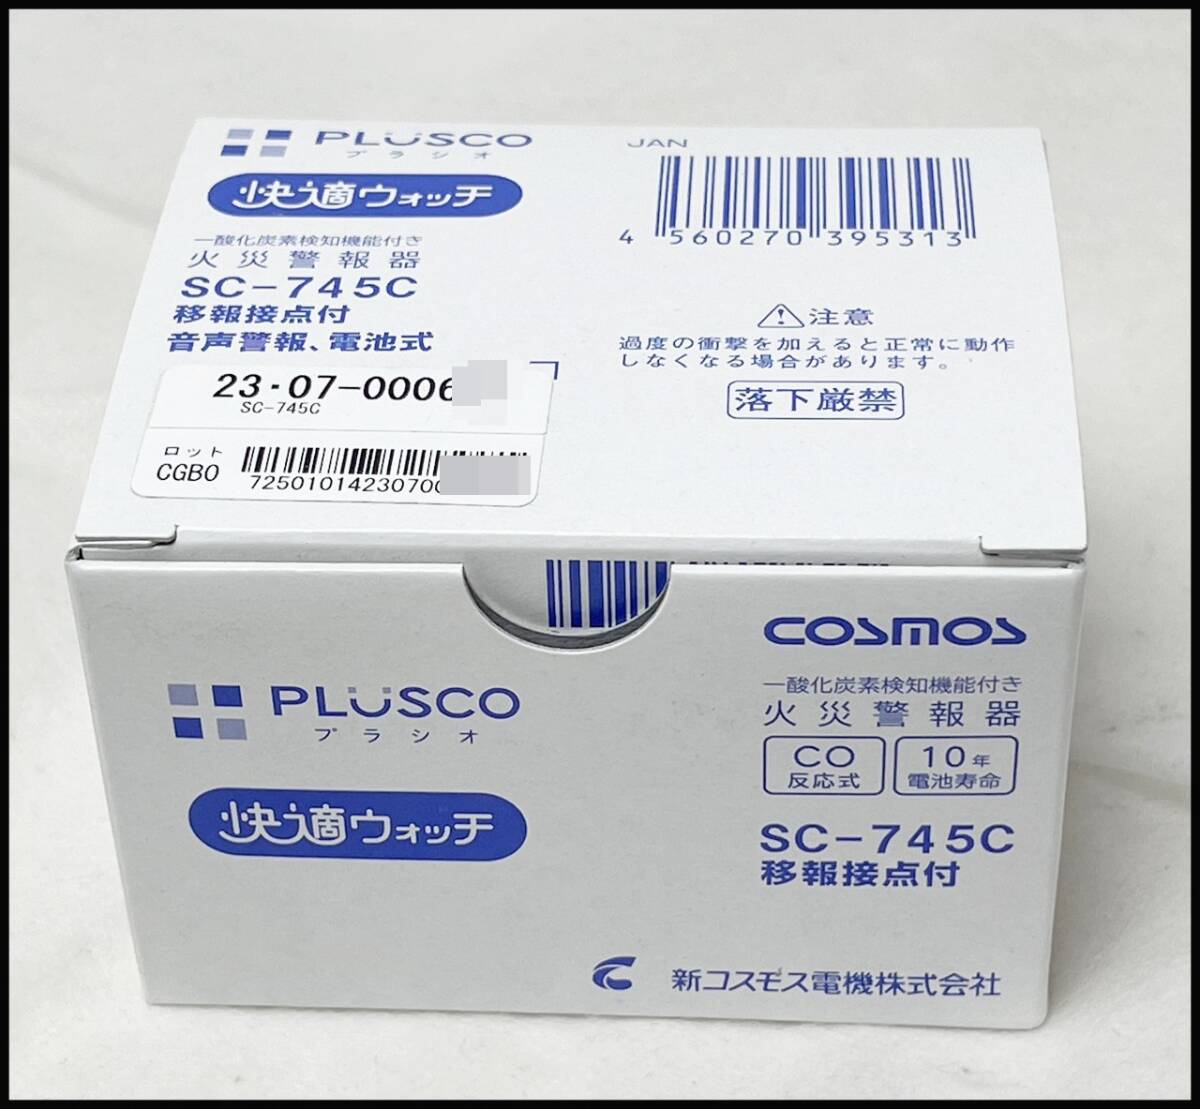 PLUSCO
プラシオ
快適ウォッチ
一酸化炭素検知機能付き
火災警報器
SC-745C
移報接点付
音声警報、電池式
JAN
4 560270 395313
注意
過度の衝撃を加えると正常に動作
しなくなる場合があります。
落下厳禁
23・07-0006
SC-745C
ロット
CGB0
72501014230700
PLUSCO
プラシオ
快適ウォッチ
COSMOS
一酸化炭素検知機能付き
火災警報器
CO
反応式
10年
電池寿命
SC-745C
移報接点付
新コスモス電機株式会社